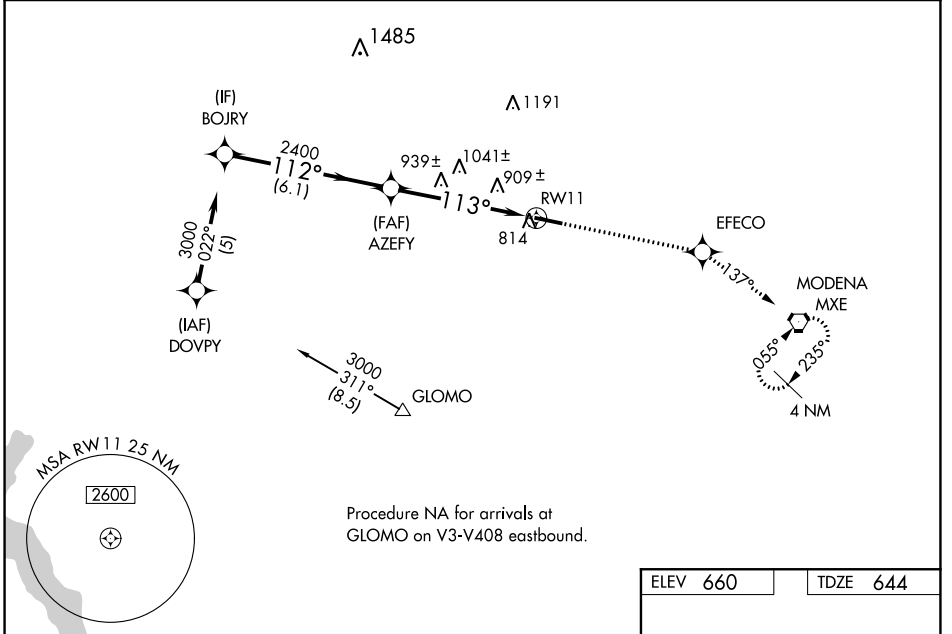 1485
(IF)
BOJRY
1191
2400
112°
(6.1)
939±
1041±
909±
113°
RW11
814
(FAF)
AZEFY
EFECO
3000
022°
(5)
137°
MODENA
MXE
(IAF)
DOVPY
055°
235°
4 NM
3000
311°
(8.5)
GLOMO
MSA RW11 25 NM
2600
Procedure NA for arrivals at
GLOMO on V3-V408 eastbound.
ELEV 660
TDZE 644